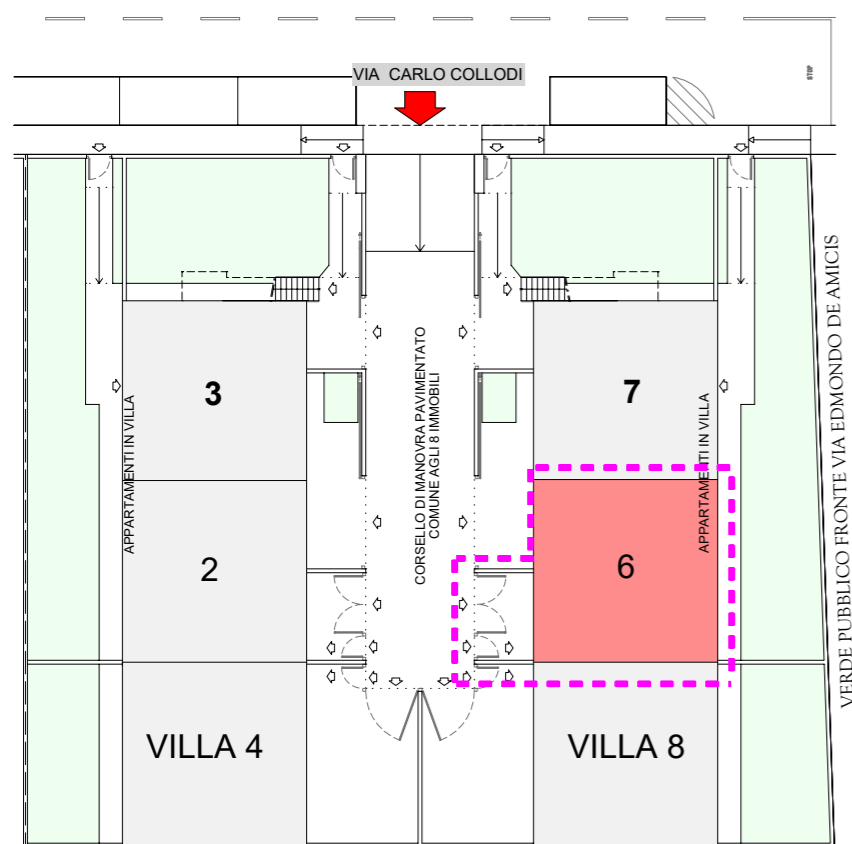 VIA CARLO COLLODI
STOP
3
7
APPARTAMENTI IN VILLA
CORSELLO DI MANOVRA PAVIMENTATO
COMUNE AGLI 8 IMMOBILI
APPARTAMENTI IN VILLA
VERDE PUBBLICO FRONTE VIA EDMONDO DE AMICIS
2
6
VILLA 4
VILLA 8